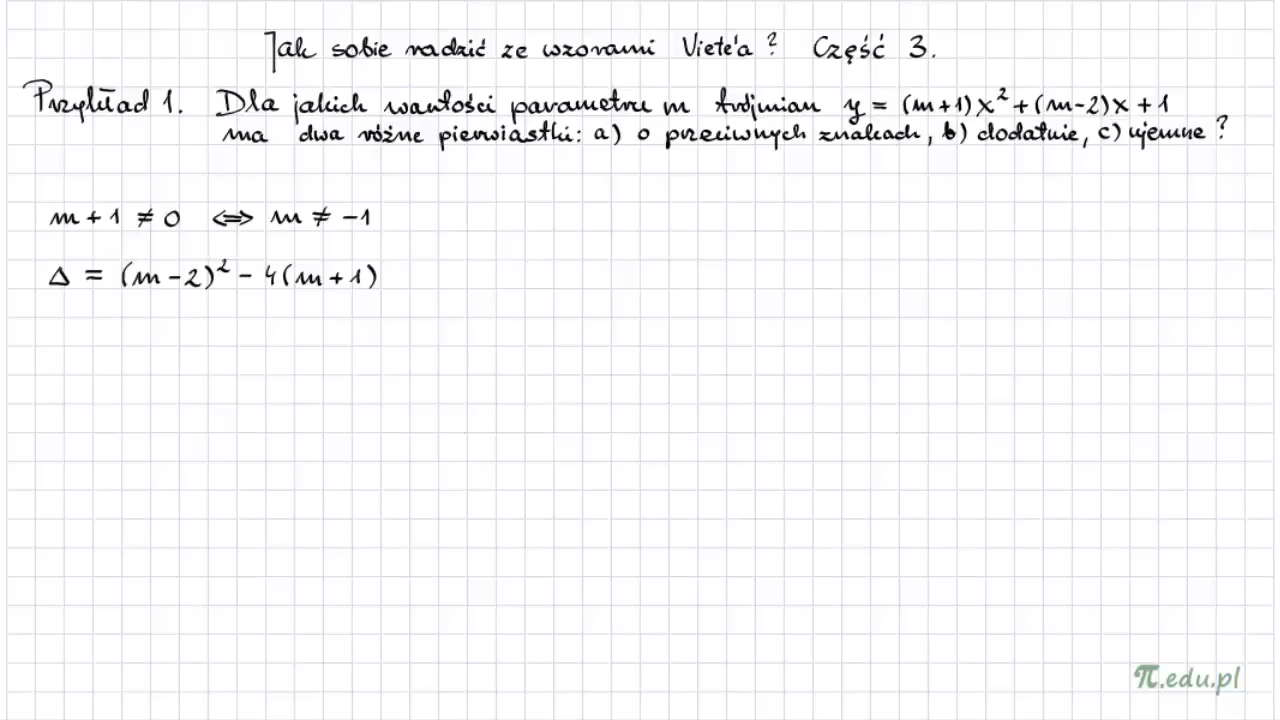 Jak sobie radzić ze wzorami Viete'a? Część 3.
Przykład 1. Dla jakich wartości parametru m trójmian y = (m+1)x² + (m-2)x + 1
ma dwa różne pierwiastki: a) o przeciwnych znakach, b) dodatnie, c) ujemne?
m + 1 ≠ 0 ⟺ m ≠ -1
Δ = (m-2)² - 4(m+1)
π.edu.pl